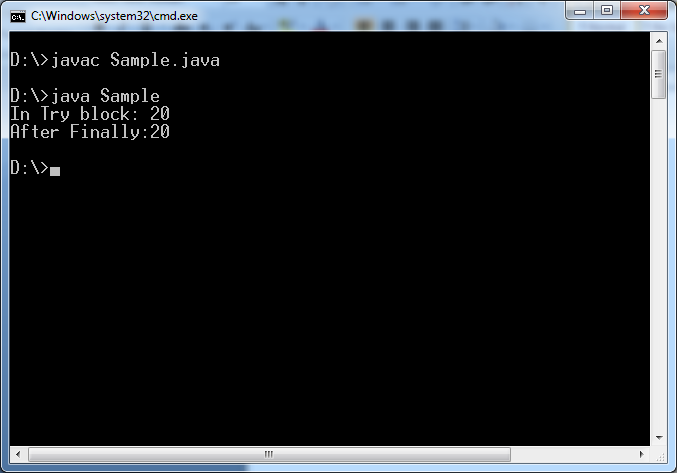 C:\Windows\system32\cmd.exe
D:\>javac Sample.java
D:\>java Sample
In Try block: 20
After Finally:20
D:\>